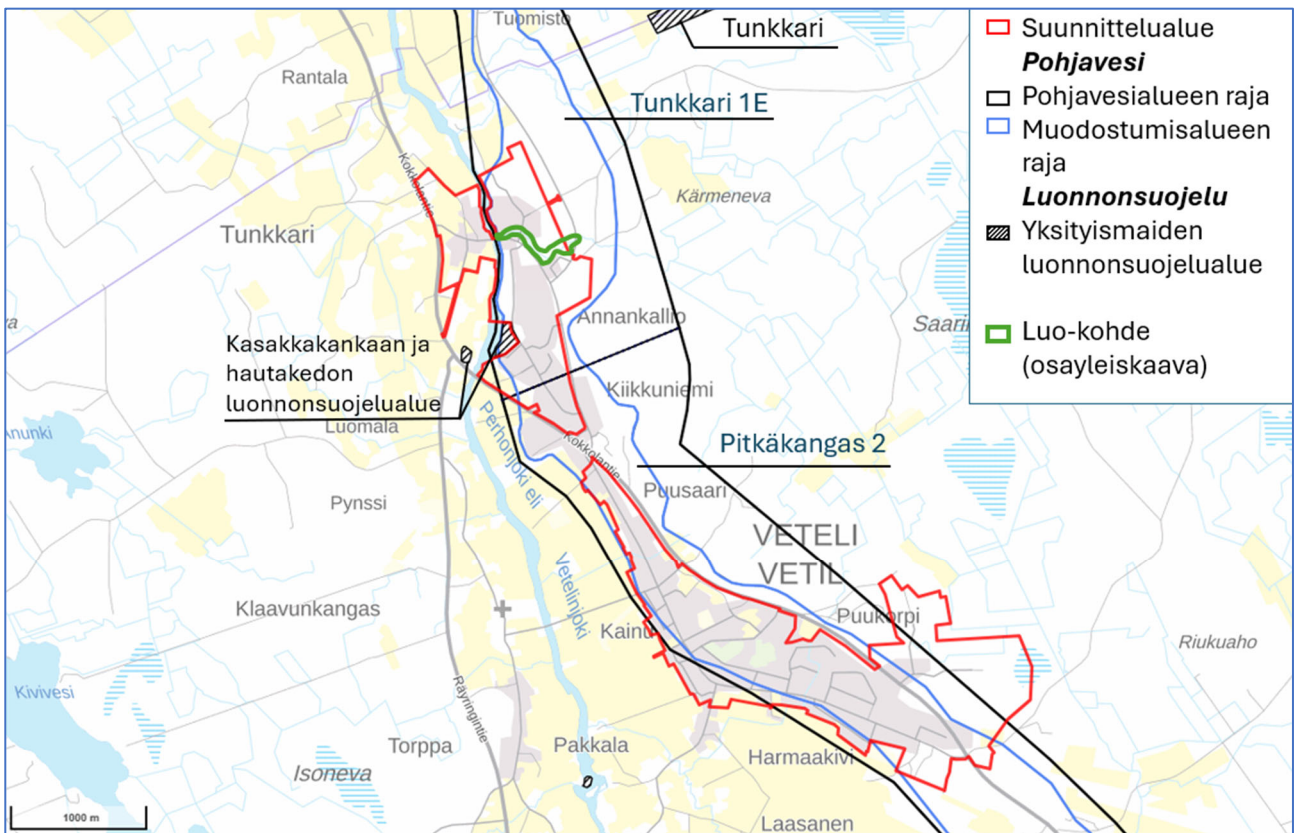 Tuomisto
Tunkkari
Rantala
Tunkkari 1E
Kokkolantie
Kärmeneva
Tunkkari
Annankallio
Kasakkakankaan ja
hautakedon
luonnonsuojelualue
Luomala
Kiikkuniemi
Perhonjoki eli
Kokkolantie
Pitkäkangas 2
Pynssi
Puusaari
VETELI
VETIL
Klaavunkangas
Vetelinjoki
Puukorpi
Riukuaho
Kivivesi
Räyringintie
Torppa
Pakkala
Harmaakivi
Isoneva
1000 m
Laasanen
Suunnittelualue
Pohjavesi
Pohjavesialueen raja
Muodostumisalueen
raja
Luonnonsuojelu
Yksityismaiden
luonnonsuojelualue
Luo-kohde
(osayleiskaava)